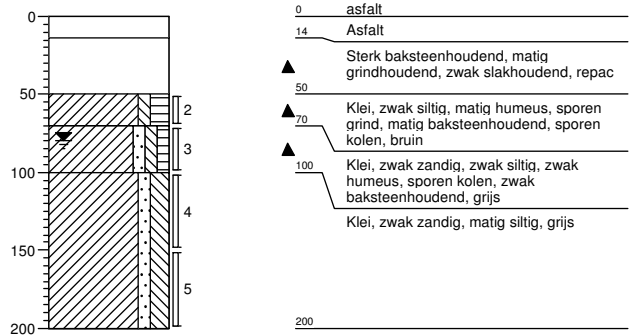 0
50
100
150
200
2
3
4
5
0 asfalt
14 Asfalt
Sterk baksteenhoudend, matig
grindhoudend, zwak slakhoudend, repac
50
Klei, zwak siltig, matig humeus, sporen
grind, matig baksteenhoudend, sporen
kolen, bruin
70
Klei, zwak zandig, zwak siltig, zwak
humeus, sporen kolen, zwak
baksteenhoudend, grijs
100
Klei, zwak zandig, matig siltig, grijs
200